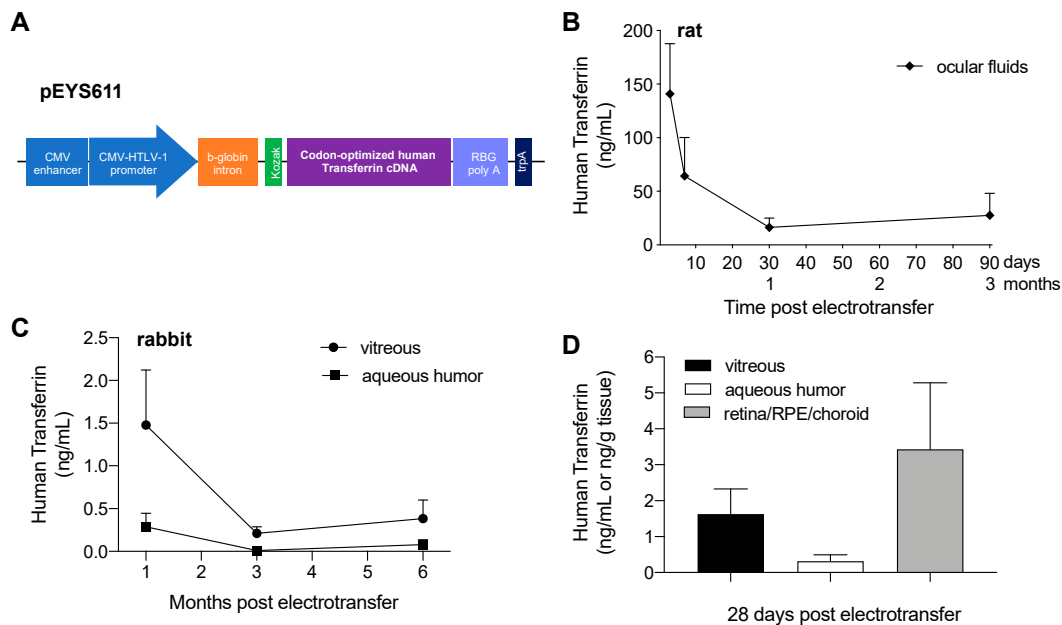 A
pEYS611
CMV
enhancer
CMV-HTLV-1
promoter
b-globin
intron
Kozak
Codon-optimized human
Transferrin cDNA
RBG
poly A
trpA
B
rat
ocular fluids
Human Transferrin
(ng/mL)
200
150
100
50
0
10 20 30 40 50 60 70 80 90 days
1 2 3 months
Time post electrotransfer
C
rabbit
vitreous
aqueous humor
Human Transferrin
(ng/mL)
2.5
2.0
1.5
1.0
0.5
0.0
1 2 3 4 5 6
Months post electrotransfer
D
vitreous
aqueous humor
retina/RPE/choroid
Human Transferrin
(ng/mL or ng/g tissue)
6
5
4
3
2
1
0
28 days post electrotransfer